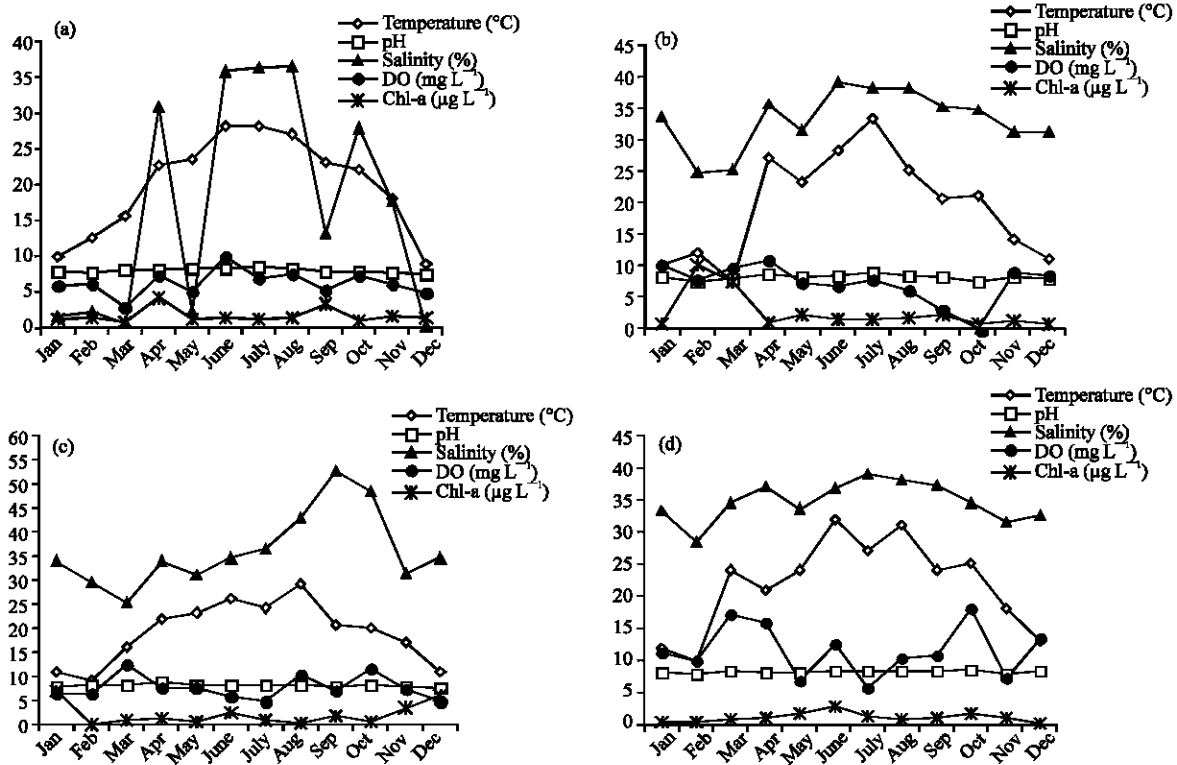 (a)
Temperature (°C)
pH
Salinity (%)
DO (mg L⁻¹)
Chl-a (µg L⁻¹)
40
35
30
25
20
15
10
5
0
Jan Feb Mar Apr May June July Aug Sep Oct Nov Dec
(b)
Temperature (°C)
pH
Salinity (%)
DO (mg L⁻¹)
Chl-a (µg L⁻¹)
45
40
35
30
25
20
15
10
5
0
Jan Feb Mar Apr May June July Aug Sep Oct Nov Dec
(c)
Temperature (°C)
pH
Salinity (%)
DO (mg L⁻¹)
Chl-a (µg L⁻¹)
60
55
50
45
40
35
30
25
20
15
10
5
0
Jan Feb Mar Apr May June July Aug Sep Oct Nov Dec
(d)
Temperature (°C)
pH
Salinity (%)
DO (mg L⁻¹)
Chl-a (µg L⁻¹)
45
40
35
30
25
20
15
10
5
0
Jan Feb Mar Apr May June July Aug Sep Oct Nov Dec